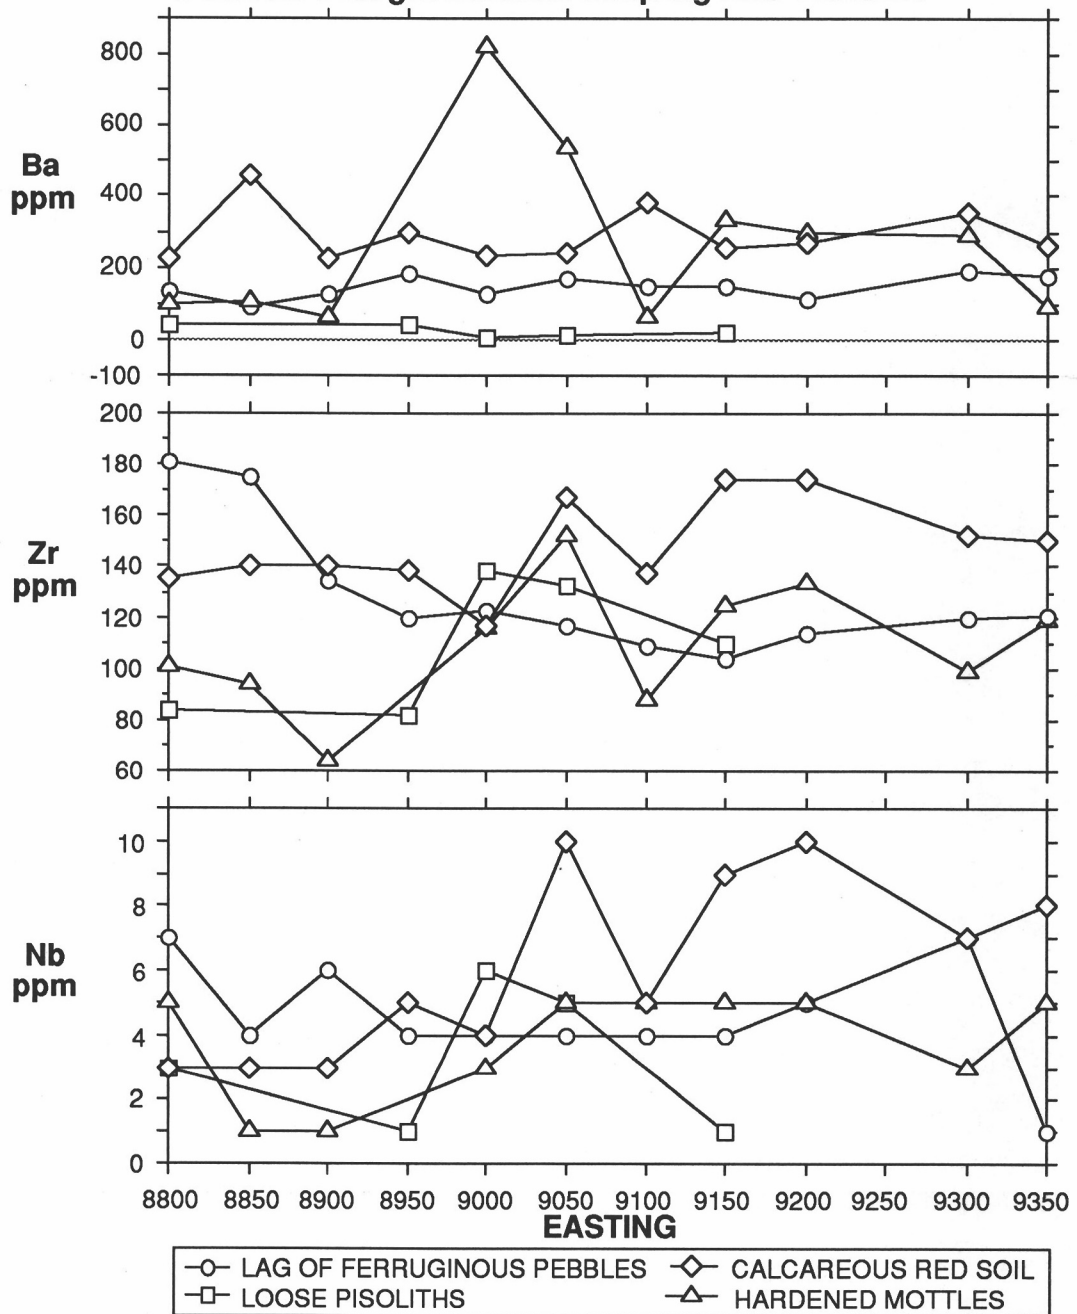 800
600
400
200
0
-100
Ba
ppm
200
180
160
140
120
100
80
60
Zr
ppm
10
8
6
4
2
0
Nb
ppm
8800 8850 8900 8950 9000 9050 9100 9150 9200 9250 9300 9350
EASTING
LAG OF FERRUGINOUS PEBBLES CALCAREOUS RED SOIL
LOOSE PISOLITHS HARDENED MOTTLES